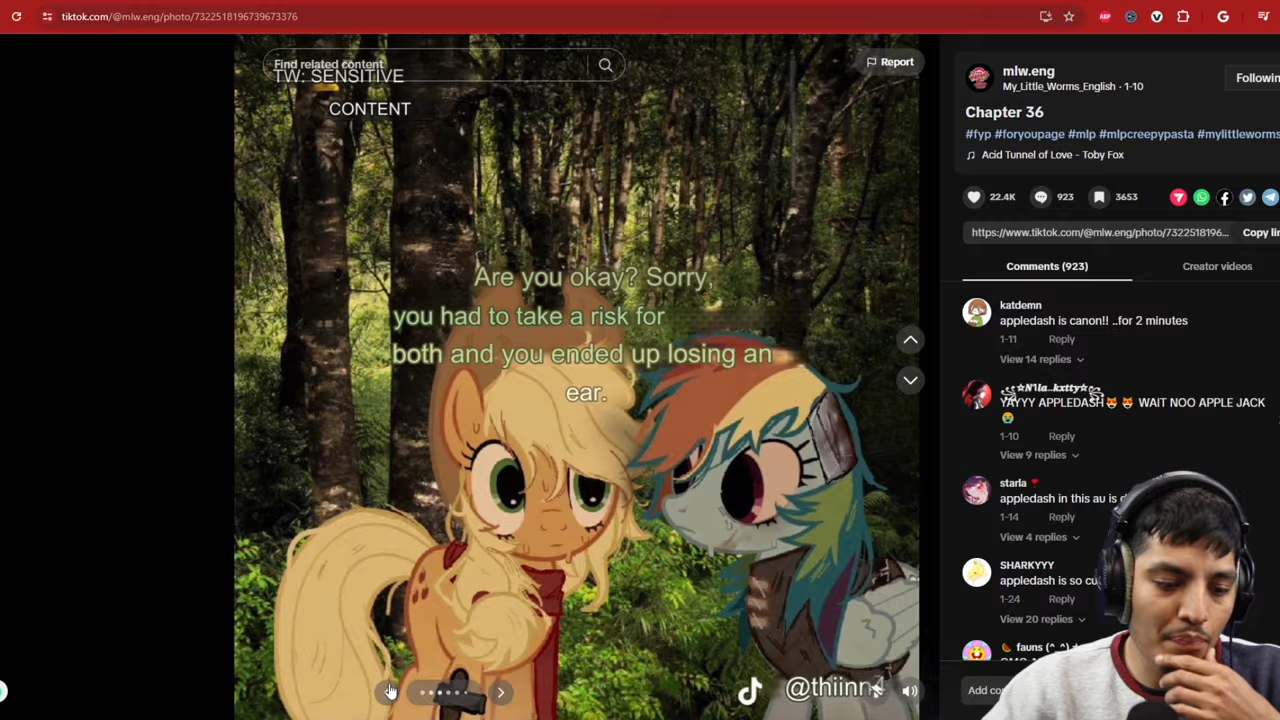 tiktok.com/@mlw.eng/photo/7322518196739673376
ABP
G
Find related content
TW: SENSITIVE
CONTENT
Report
Are you okay? Sorry,
you had to take a risk for
both and you ended up losing an
ear.
@thiinn
mlw.eng
My_Little_Worms_English · 1-10
Followin
Chapter 36
#fyp #foryoupage #mlp #mlpcreepypasta #mylittleworms
Acid Tunnel of Love - Toby Fox
22.4K
923
3653
https://www.tiktok.com/@mlw.eng/photo/7322518196...
Copy lin
Comments (923)
Creator videos
katdemn
appledash is canon!! ..for 2 minutes
1-11 Reply
View 14 replies
YAYYY APPLEDASH😻 😻 WAIT NOO APPLE JACK
😭
1-10 Reply
View 9 replies
starla
appledash in this au is d
1-14 Reply
View 4 replies
SHARKYYY
appledash is so cu
1-24 Reply
View 20 replies
fauns (^ ^)
Add co